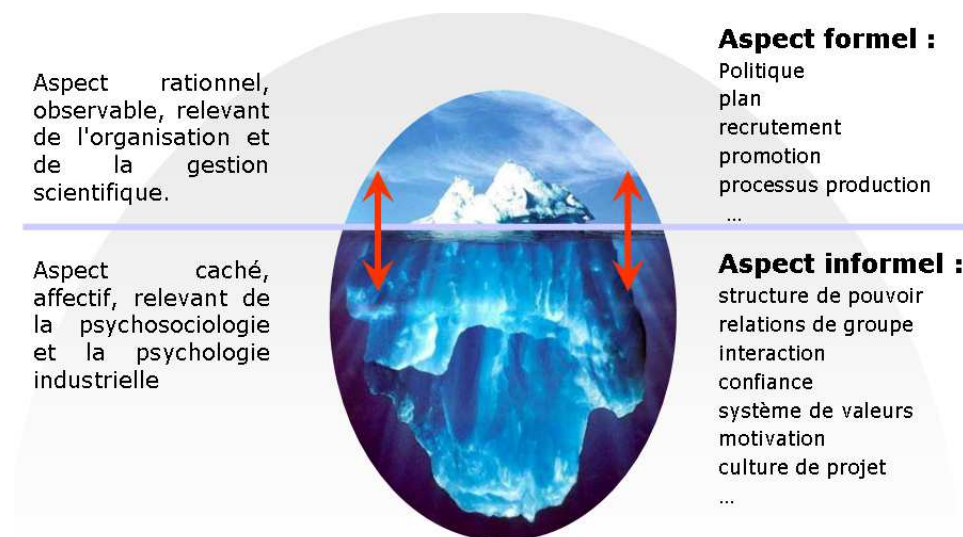 Aspect rationnel,
observable, relevant
de l'organisation et
de la gestion
scientifique.
Aspect formel :
Politique
plan
recrutement
promotion
processus production
...
Aspect caché,
affectif, relevant de
la psychosociologie
et la psychologie
industrielle
Aspect informel :
structure de pouvoir
relations de groupe
interaction
confiance
système de valeurs
motivation
culture de projet
...